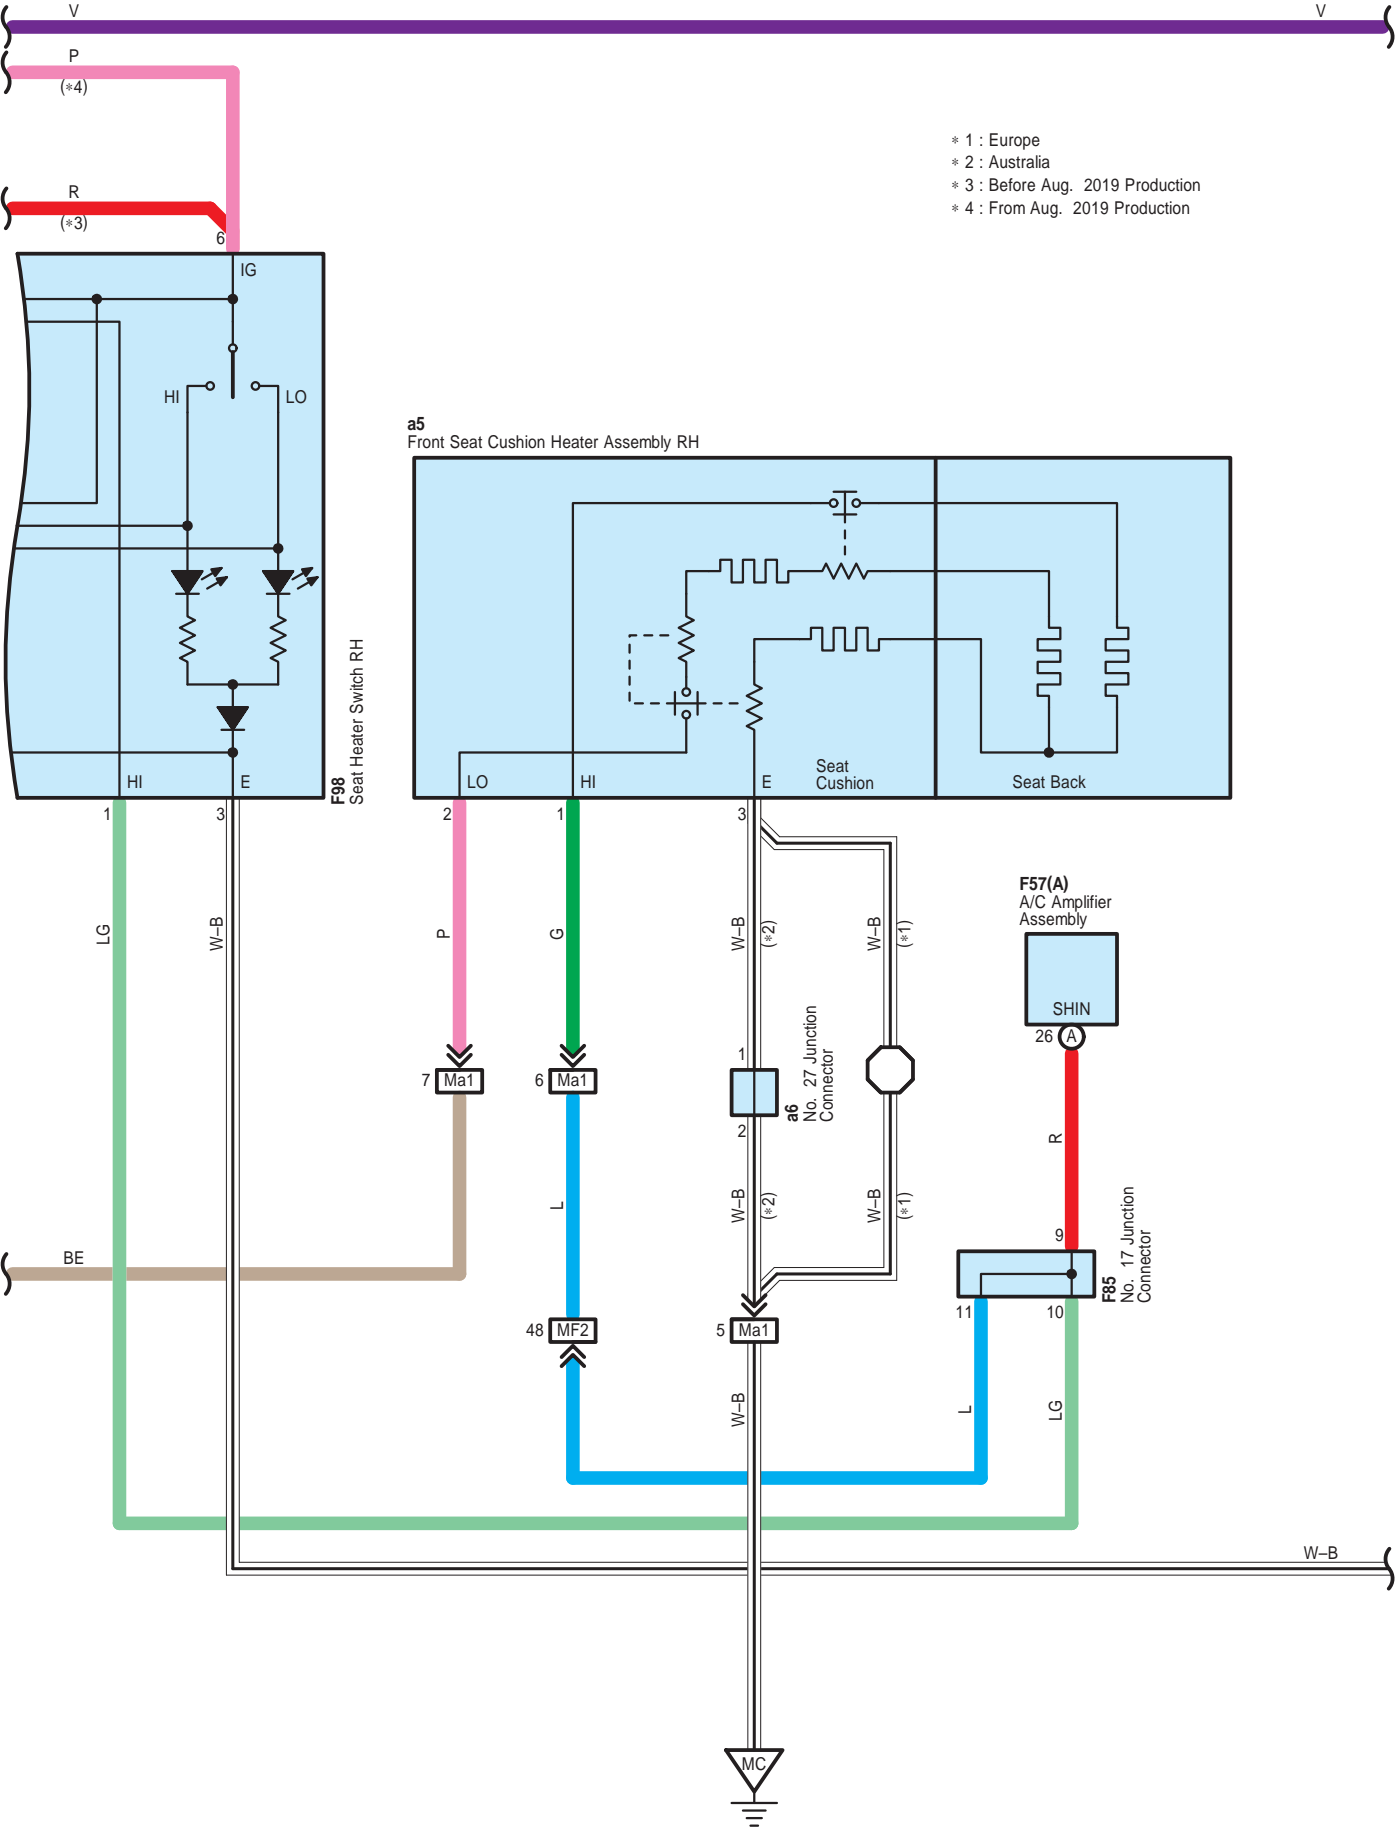 V
V
P
(*4)
* 1 : Europe
* 2 : Australia
* 3 : Before Aug. 2019 Production
* 4 : From Aug. 2019 Production
R
(*3)
6
IG
HI
LO
a5
Front Seat Cushion Heater Assembly RH
F98
Seat Heater Switch RH
HI
E
LO
HI
E
Seat
Cushion
Seat Back
1
3
2
1
3
LG
W–B
P
G
W–B
(*2)
W–B
(*1)
F57(A)
A/C Amplifier
Assembly
SHIN
26
A
7
Ma1
6
Ma1
1
2
a6
No. 27 Junction
Connector
R
L
W–B
(*2)
W–B
(*1)
BE
9
F85
No. 17 Junction
Connector
11
10
48
MF2
5
Ma1
W–B
L
LG
W–B
MC